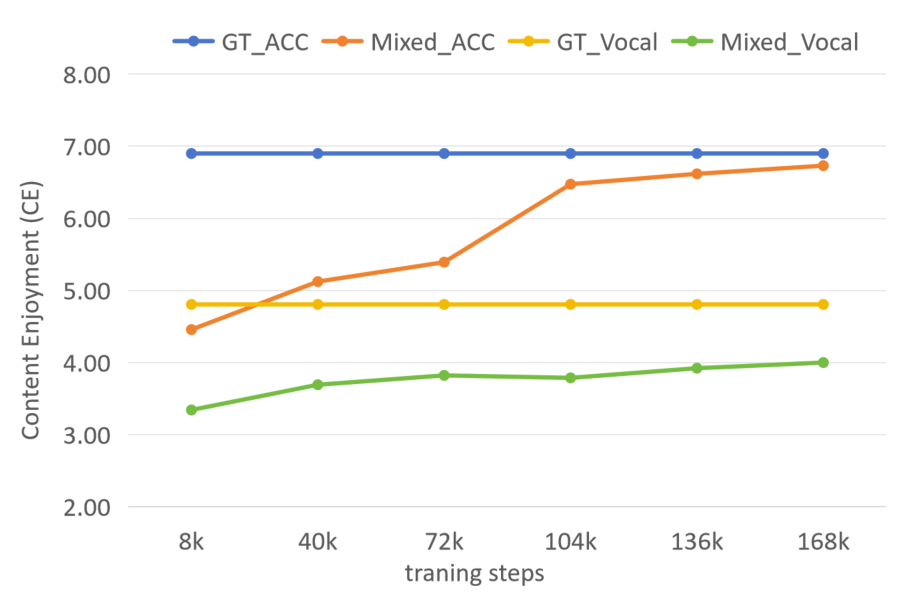 GT_ACC Mixed_ACC GT_Vocal Mixed_Vocal
8.00
7.00
6.00
5.00
4.00
3.00
2.00
Content Enjoyment (CE)
8k 40k 72k 104k 136k 168k
traning steps